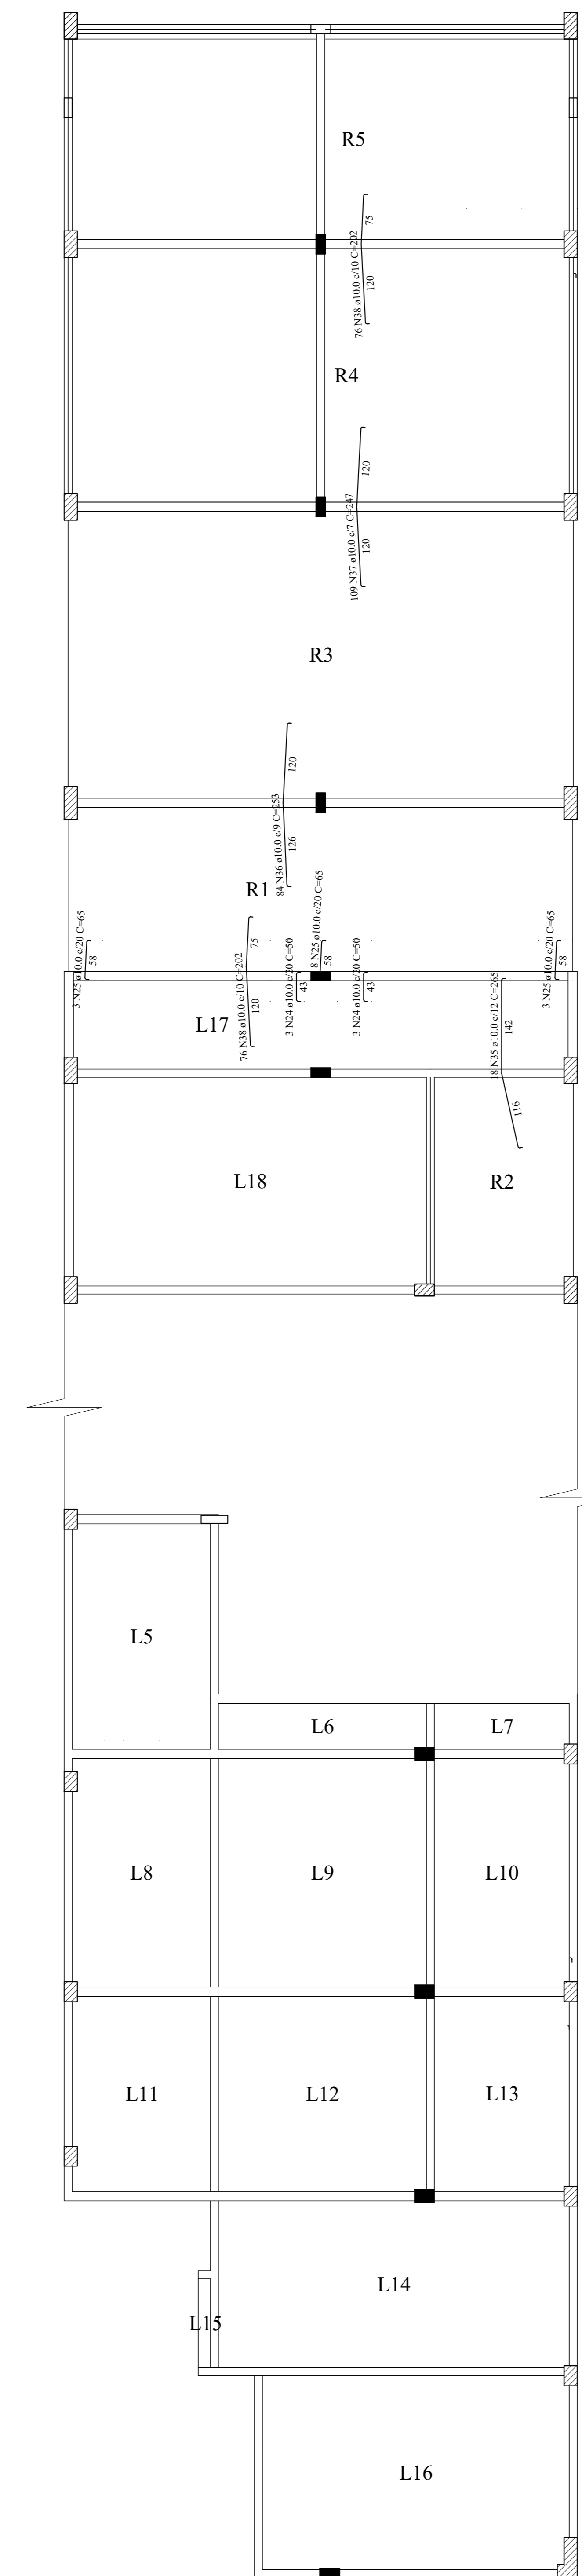 R5
75
76 N38 ø10.0 c/10 C=202
120
R4
120
109 N37 ø10.0 c/7 C=247
120
R3
120
84 N36 ø10.0 c/9 C=253
126
R1
8 N25 ø10.0 c/20 C=65
58
3 N25 ø10.0 c/20 C=65
58
75
76 N38 ø10.0 c/10 C=202
120
3 N24 ø10.0 c/20 C=50
43
3 N24 ø10.0 c/20 C=50
43
3 N25 ø10.0 c/20 C=65
58
L17
18 N35 ø10.0 c/12 C=265
142
116
L18
R2
L5
L6
L7
L8
L9
L10
L11
L12
L13
L14
L15
L16